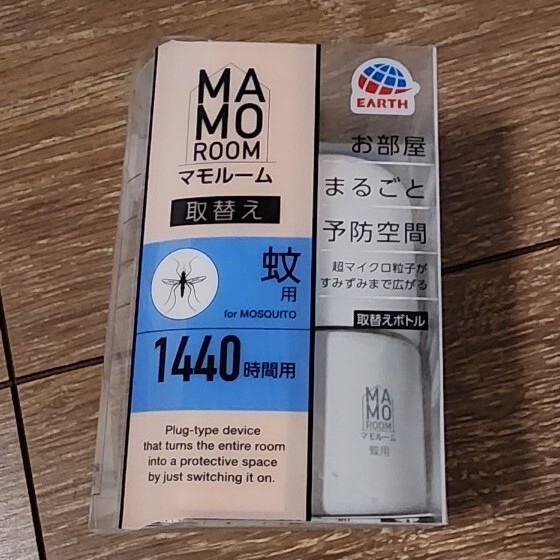 MA
MO
ROOM
マモルーム
取替え
蚊
用
for MOSQUITO
1440時間用
Plug-type device
that turns the entire room
into a protective space
by just switching it on.
EARTH
お部屋
まるごと
予防空間
超マイクロ粒子が
すみずみまで広がる
取替えボトル
MA
MO
ROOM
マモルーム
蚊用